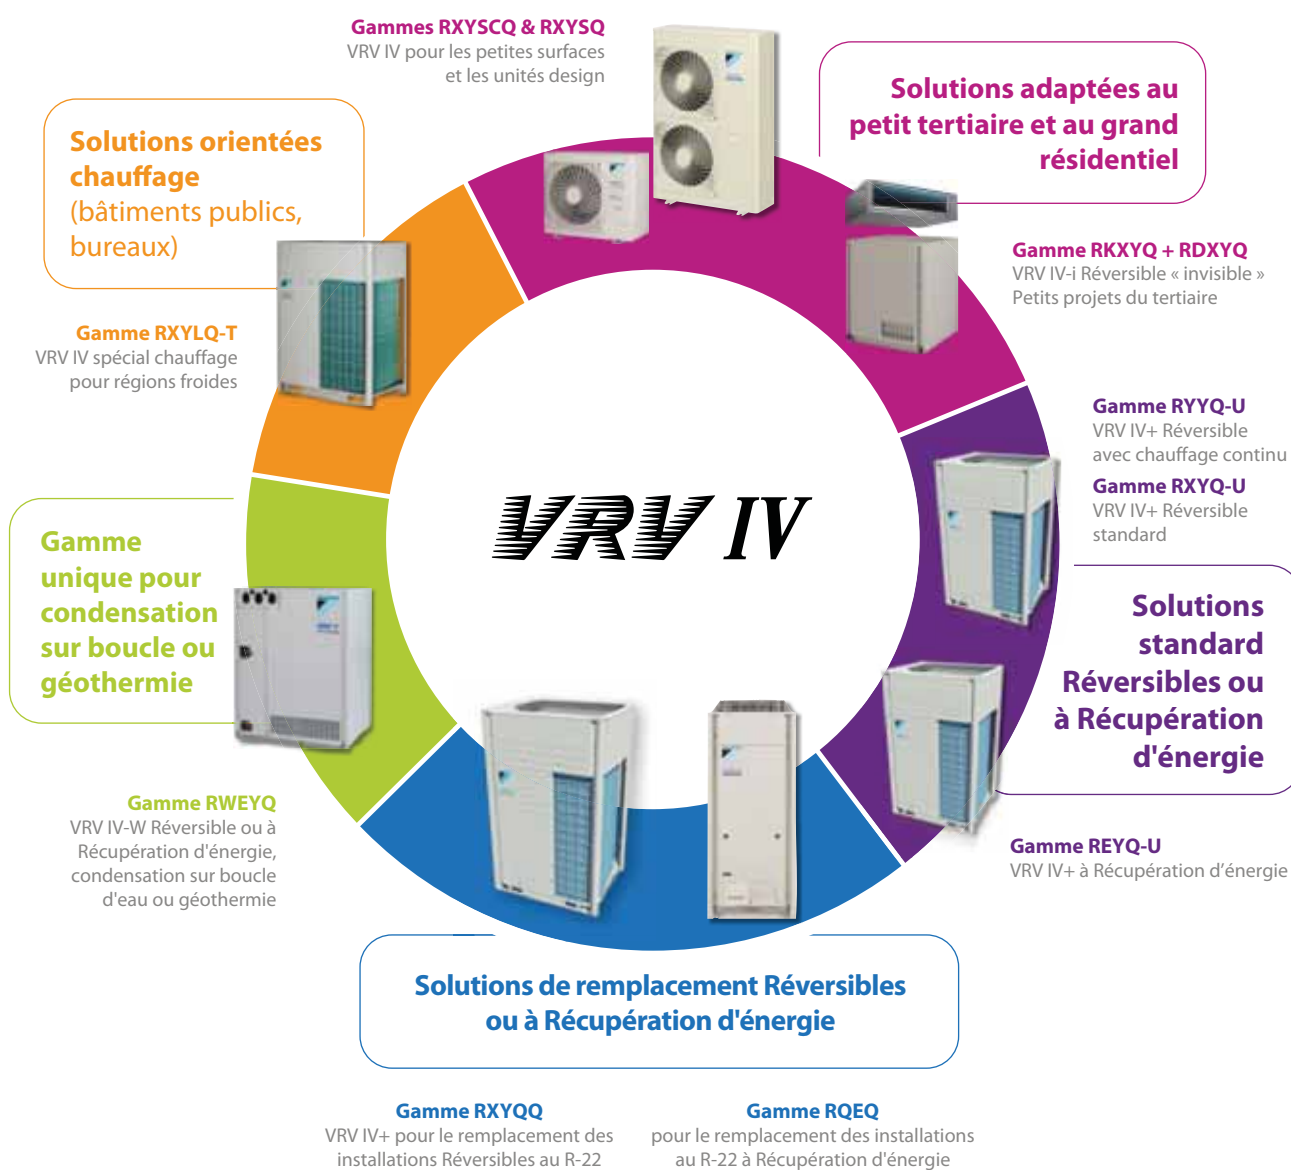 Gammes RXYSCQ & RXYSQ
VRV IV pour les petites surfaces
et les unités design
Solutions adaptées au
petit tertiaire et au grand
résidentiel
Solutions orientées
chauffage
(bâtiments publics,
bureaux)
Gamme RKXYQ + RDXYQ
VRV IV-i Réversible « invisible »
Petits projets du tertiaire
Gamme RXYLQ-T
VRV IV spécial chauffage
pour régions froides
Gamme RYYQ-U
VRV IV+ Réversible
avec chauffage continu
Gamme RXYQ-U
VRV IV+ Réversible
standard
VRV IV
Gamme
unique pour
condensation
sur boucle ou
géothermie
Solutions
standard
Réversibles ou
à Récupération
d'énergie
Gamme RWEYQ
VRV IV-W Réversible ou à
Récupération d'énergie,
condensation sur boucle
d'eau ou géothermie
Gamme REYQ-U
VRV IV+ à Récupération d’énergie
Solutions de remplacement Réversibles
ou à Récupération d'énergie
Gamme RXYQQ
VRV IV+ pour le remplacement des
installations Réversibles au R-22
Gamme RQEQ
pour le remplacement des installations
au R-22 à Récupération d'énergie